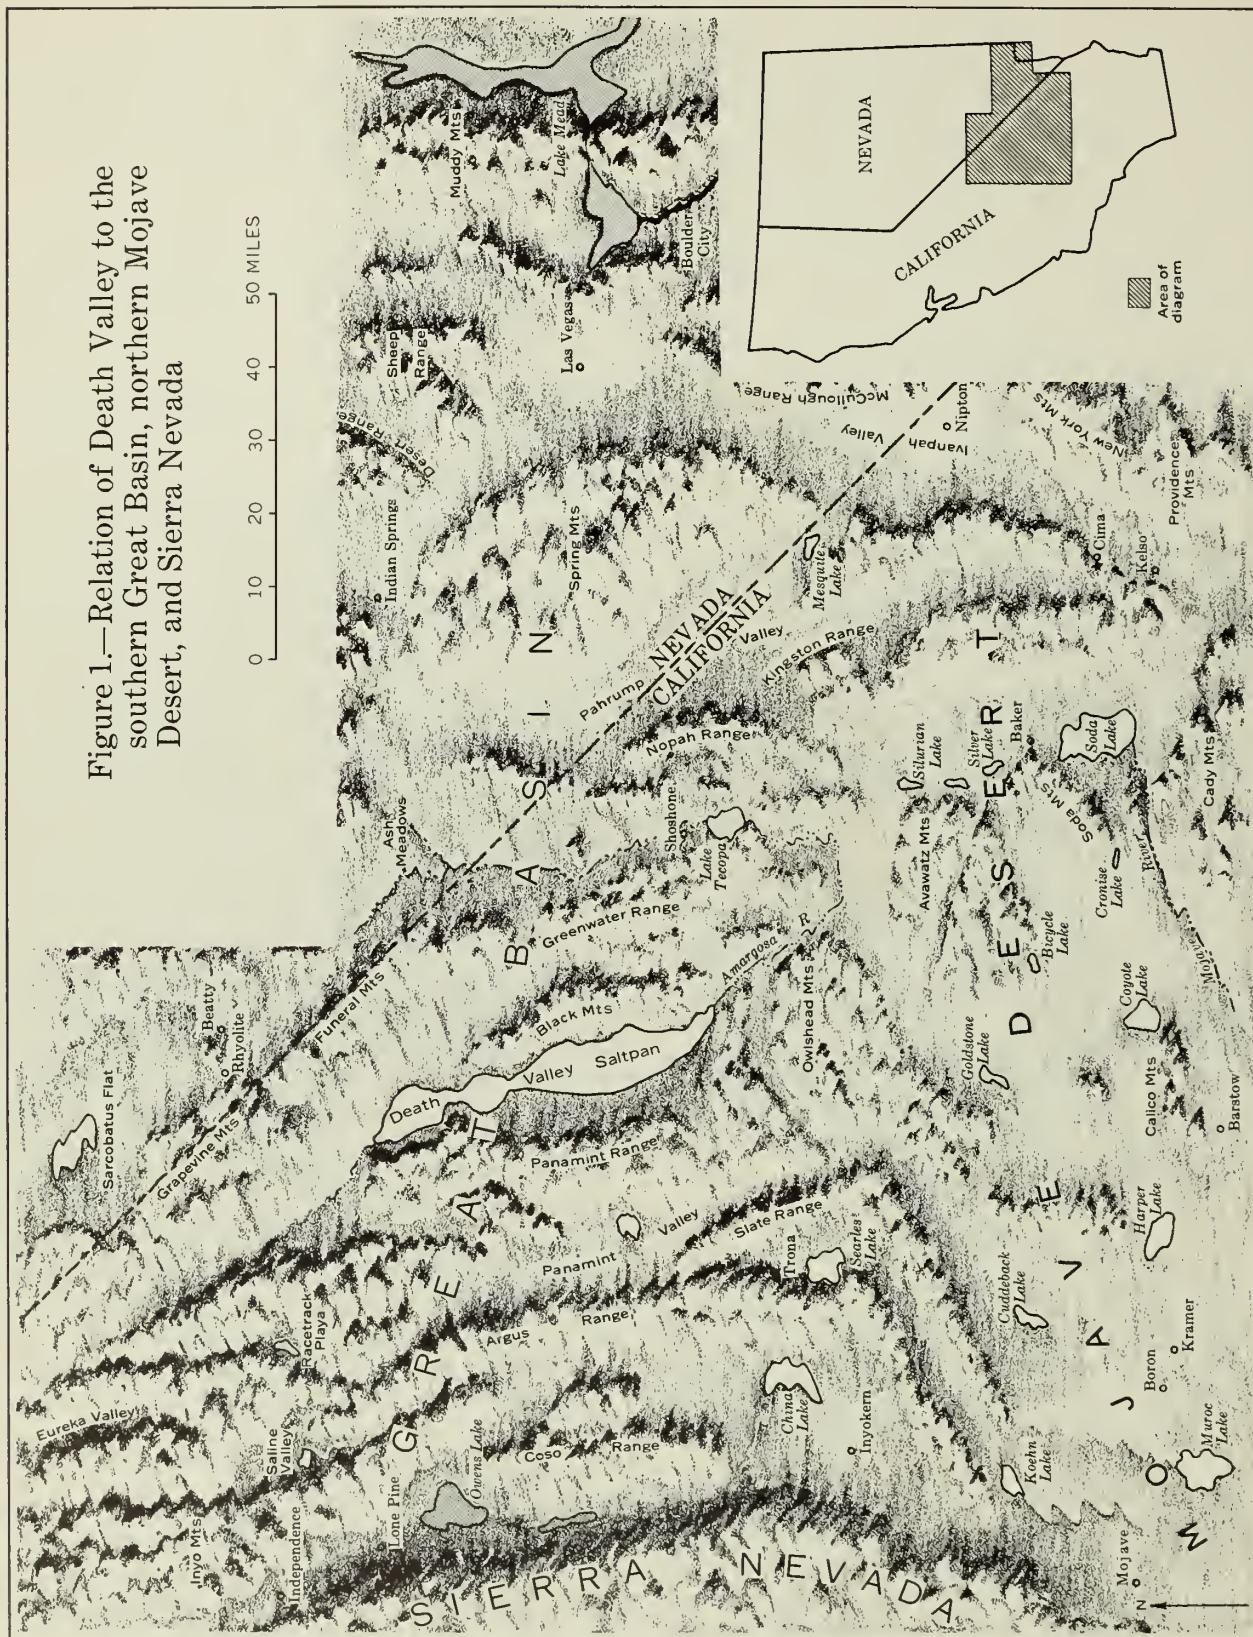 Figure 1.—Relation of Death Valley to the
southern Great Basin, northern Mojave
Desert, and Sierra Nevada
0 10 20 30 40 50 MILES
Sarcobatus Flat
Beatty
Rhyolite
Grapevine Mts
Funeral Mts
Eureka Valley
Racetrack
Playa
Saline
Valley
Inyo Mts
Independence
Lone Pine
Owens Lake
SIERRA NEVADA
GREAT BASIN
Ash
Meadows
Indian Springs
Desert Range
Sheep
Range
Muddy Mts
Lake Mead
Las Vegas
Boulder
City
Spring Mts
Pahrump Valley
NEVADA
CALIFORNIA
Nopah Range
Kingston Range
Mesquite
Lake
Shoshone
Lake
Tecopa
Greenwater Range
Black Mts
Death Valley Saltpan
Amargosa R
Owlshead Mts
Panamint Range
Panamint Valley
Slate Range
Argus Range
Coso Range
Trona
Searles
Lake
China
Lake
Inyokern
McCullough Range
Ivanpah Valley
Nipton
New York Mts
Providence
Mts
Cima
Kelso
Silurian
Lake
Silver
Lake
Baker
Avawatz Mts
Soda Mts
Soda
Lake
Cronise
Lake
Mojave River
Cady Mts
Bicycle
Lake
Goldstone
Lake
Coyote
Lake
Calico Mts
Barstow
MOJAVE DESERT
Cuddeback
Lake
Harper
Lake
Kramer
Boron
Koehn
Lake
Muroc
Lake
Mojave
N
NEVADA
CALIFORNIA
Area of
diagram